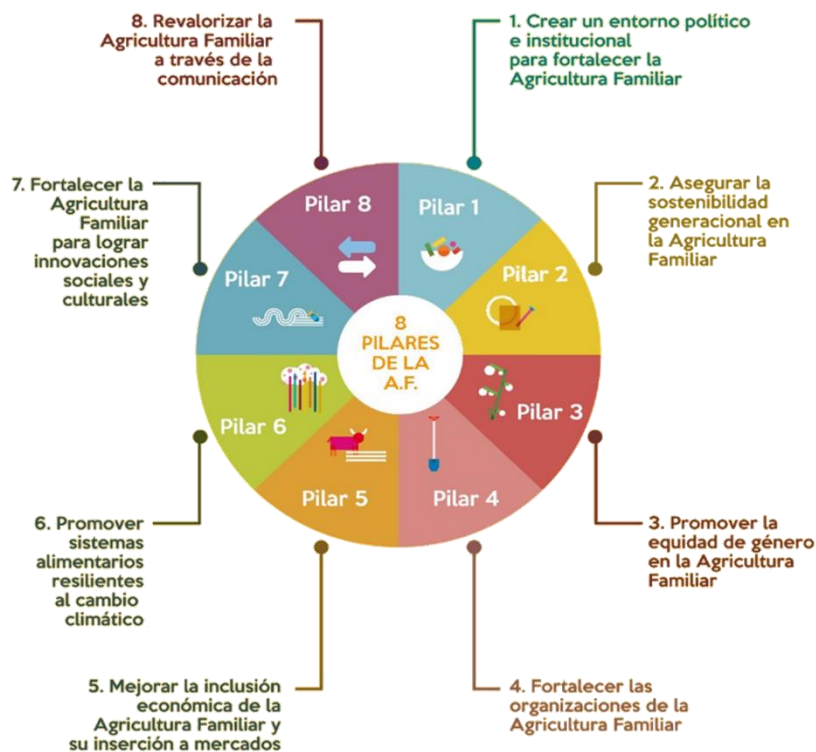 8. Revalorizar la
Agricultura Familiar
a través de la
comunicación
1. Crear un entorno político
e institucional
para fortalecer la
Agricultura Familiar
7. Fortalecer la
Agricultura
Familiar
para lograr
innovaciones
sociales y
culturales
2. Asegurar la
sostenibilidad
generacional en
la Agricultura
Familiar
Pilar 8
Pilar 1
Pilar 7
Pilar 2
8
PILARES
DE LA
A.F.
Pilar 6
Pilar 3
Pilar 5
Pilar 4
6. Promover
sistemas
alimentarios
resilientes
al cambio
climático
3. Promover la
equidad de género
en la Agricultura
Familiar
5. Mejorar la inclusión
económica de la
Agricultura Familiar y
su inserción a mercados
4. Fortalecer las
organizaciones de la
Agricultura Familiar